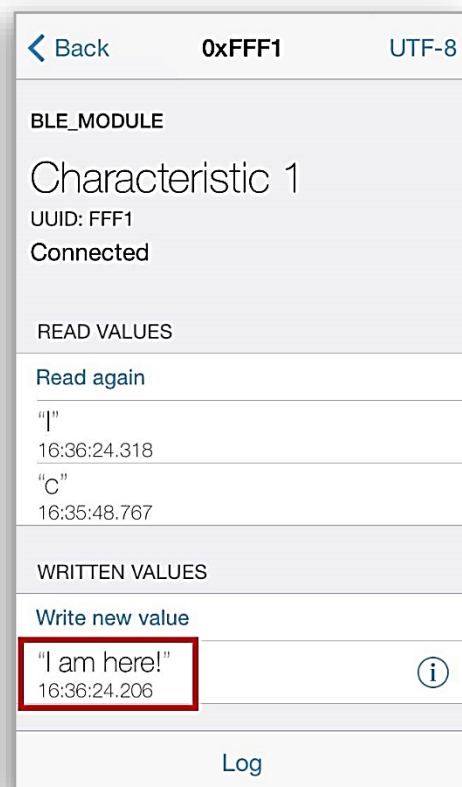 Back 0xFFF1 UTF-8
BLE_MODULE
Characteristic 1
UUID: FFF1
Connected
READ VALUES
Read again
“I”
16:36:24.318
“c”
16:35:48.767
WRITTEN VALUES
Write new value
“I am here!”
16:36:24.206
Log